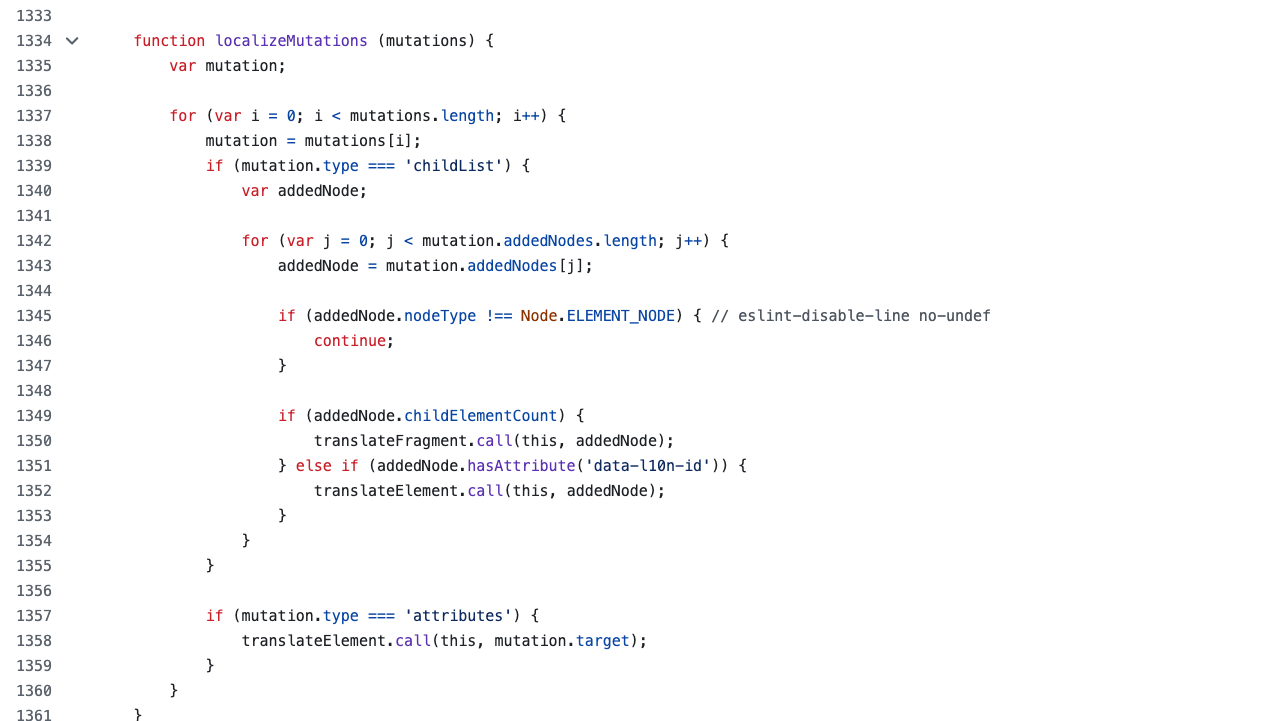 1333
1334 function localizeMutations (mutations) {
1335 var mutation;
1336
1337 for (var i = 0; i < mutations.length; i++) {
1338 mutation = mutations[i];
1339 if (mutation.type === 'childList') {
1340 var addedNode;
1341
1342 for (var j = 0; j < mutation.addedNodes.length; j++) {
1343 addedNode = mutation.addedNodes[j];
1344
1345 if (addedNode.nodeType !== Node.ELEMENT_NODE) { // eslint-disable-line no-undef
1346 continue;
1347 }
1348
1349 if (addedNode.childElementCount) {
1350 translateFragment.call(this, addedNode);
1351 } else if (addedNode.hasAttribute('data-l10n-id')) {
1352 translateElement.call(this, addedNode);
1353 }
1354 }
1355 }
1356
1357 if (mutation.type === 'attributes') {
1358 translateElement.call(this, mutation.target);
1359 }
1360 }
1361 }